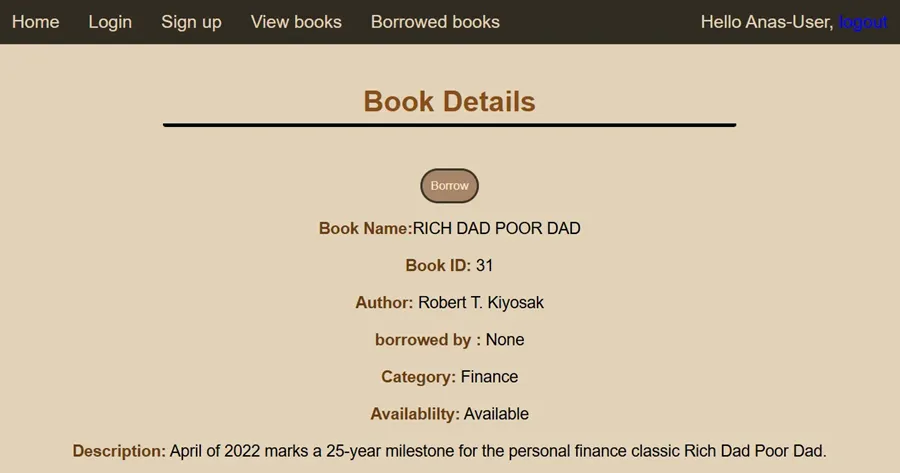 Home Login Sign up View books Borrowed books Hello Anas-User, logout
Book Details
Borrow
Book Name:RICH DAD POOR DAD
Book ID: 31
Author: Robert T. Kiyosak
borrowed by : None
Category: Finance
Availablilty: Available
Description: April of 2022 marks a 25-year milestone for the personal finance classic Rich Dad Poor Dad.